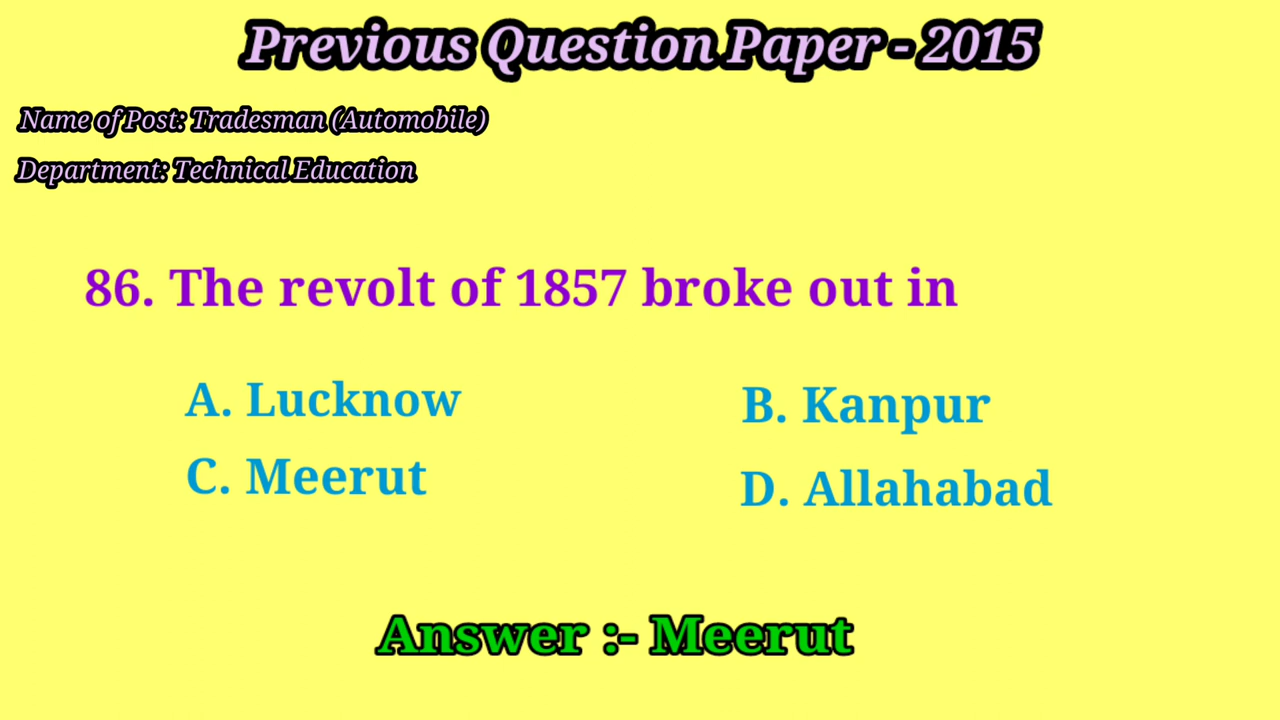 Previous Question Paper - 2015
Name of Post: Tradesman (Automobile)
Department: Technical Education
86. The revolt of 1857 broke out in
A. Lucknow
B. Kanpur
C. Meerut
D. Allahabad
Answer :- Meerut